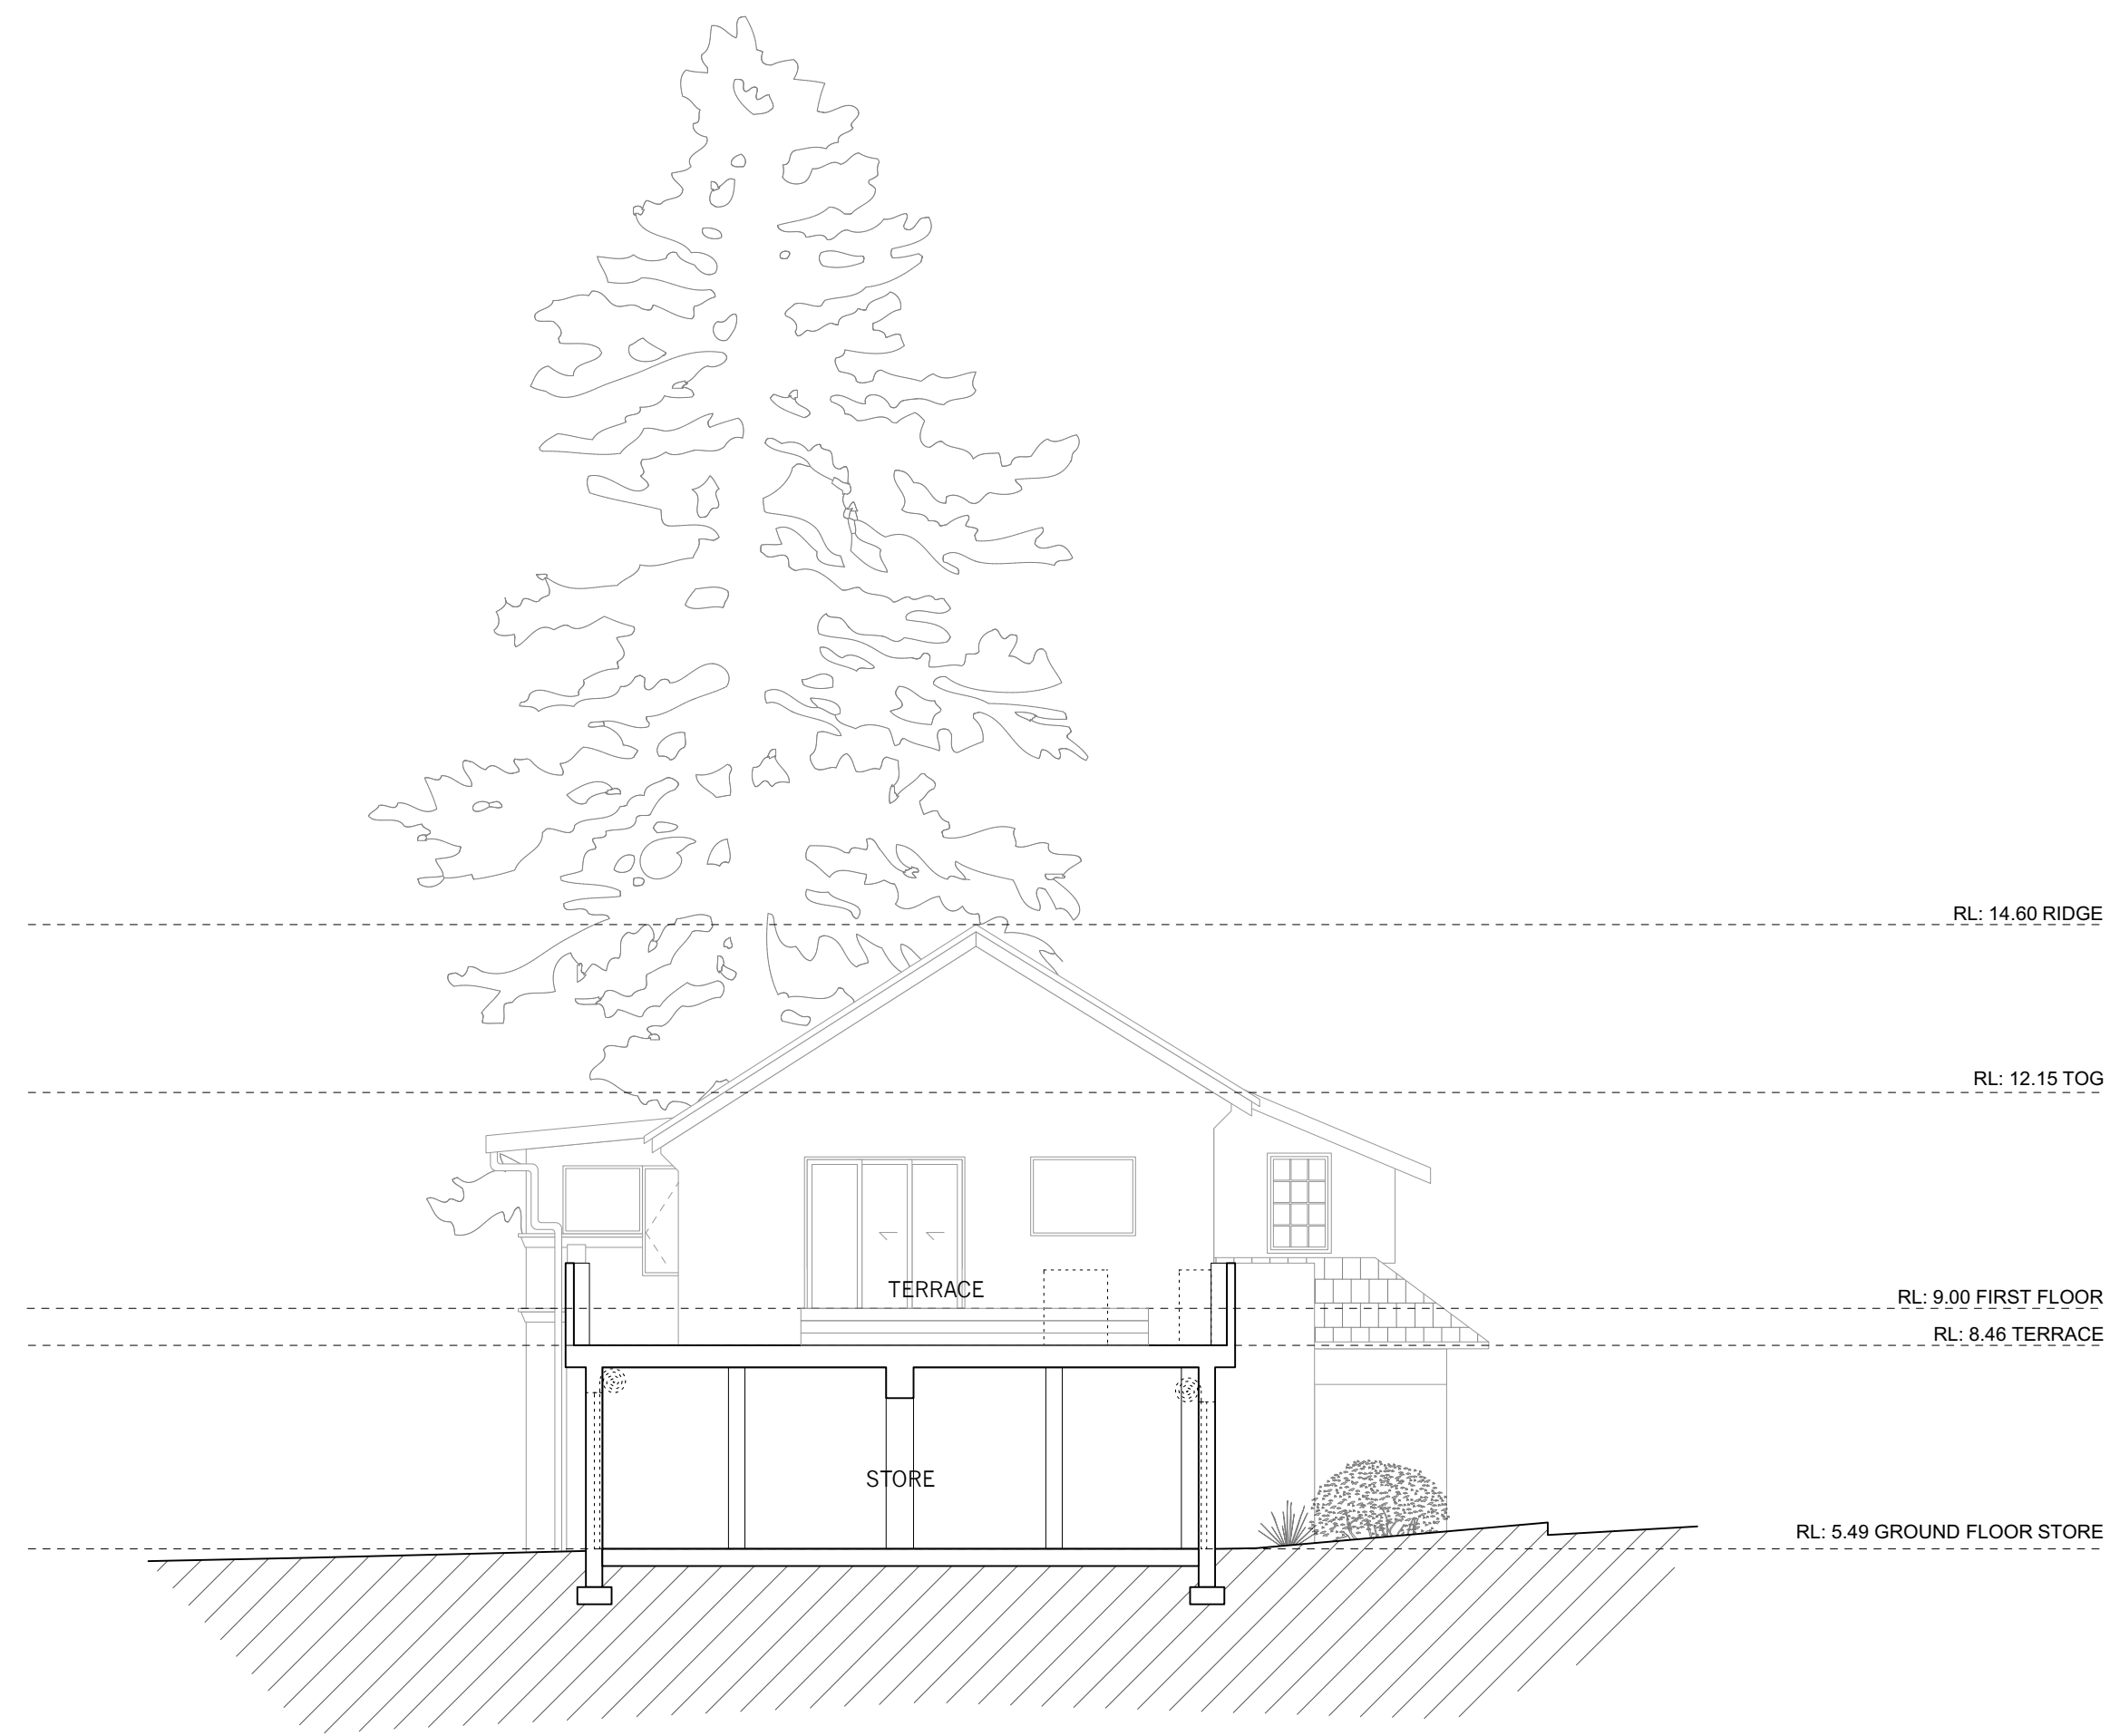 RL: 14.60 RIDGE
RL: 12.15 TOG
TERRACE
RL: 9.00 FIRST FLOOR
RL: 8.46 TERRACE
STORE
RL: 5.49 GROUND FLOOR STORE